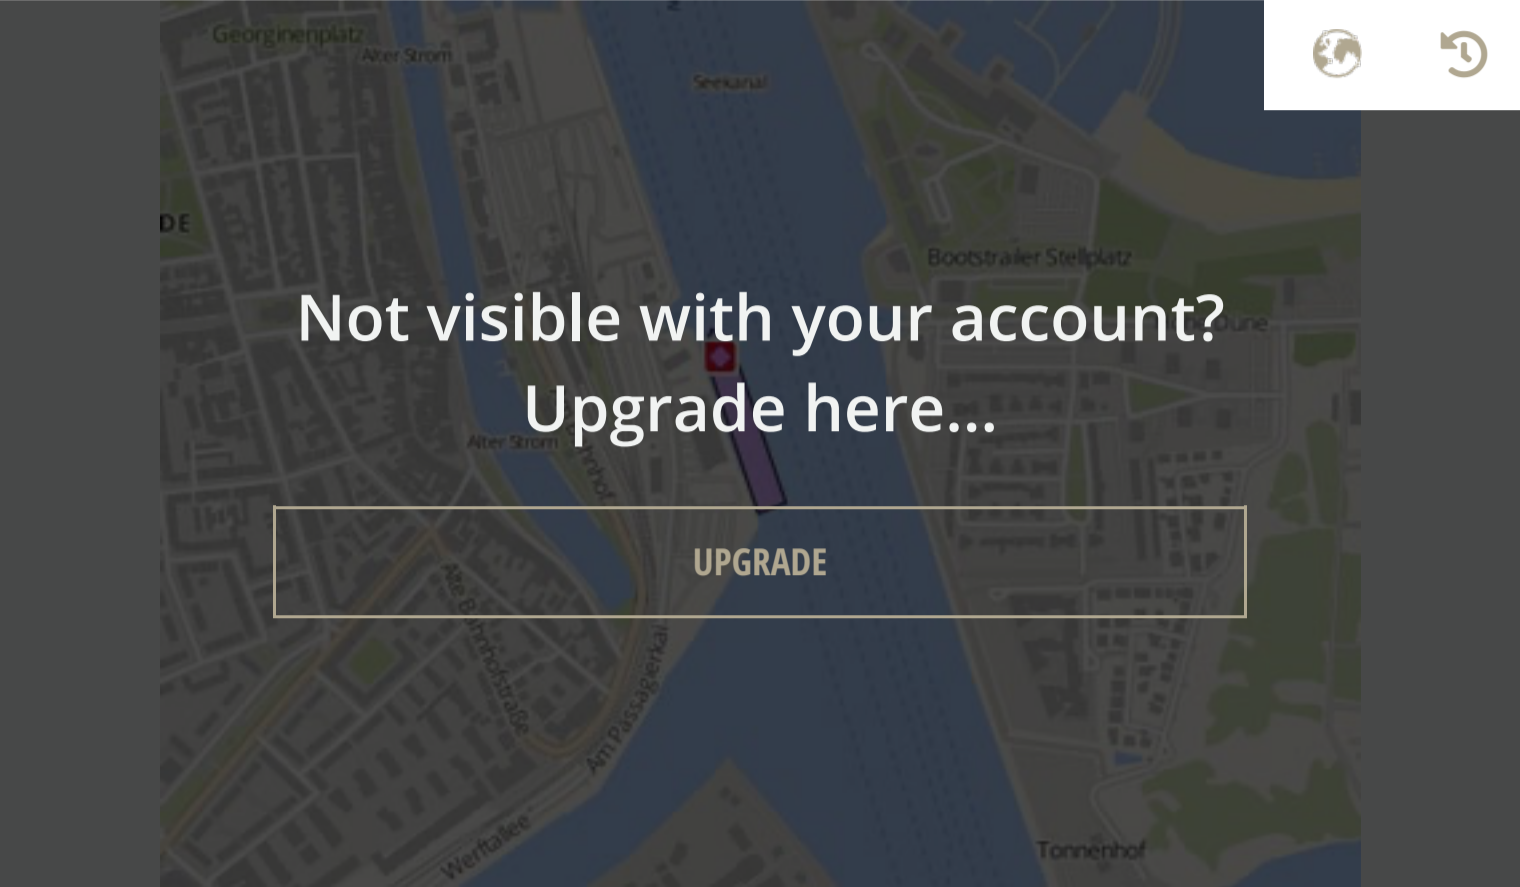 Georginenplatz
Alter Strom
Seekanal
DE
Bootstrailer Stellplatz
Not visible with your account?
Düne
Upgrade here...
Alter Strom
UPGRADE
Alte Bahnhofstraße
Am Passagierkai
Werftallee
Tonnenhof